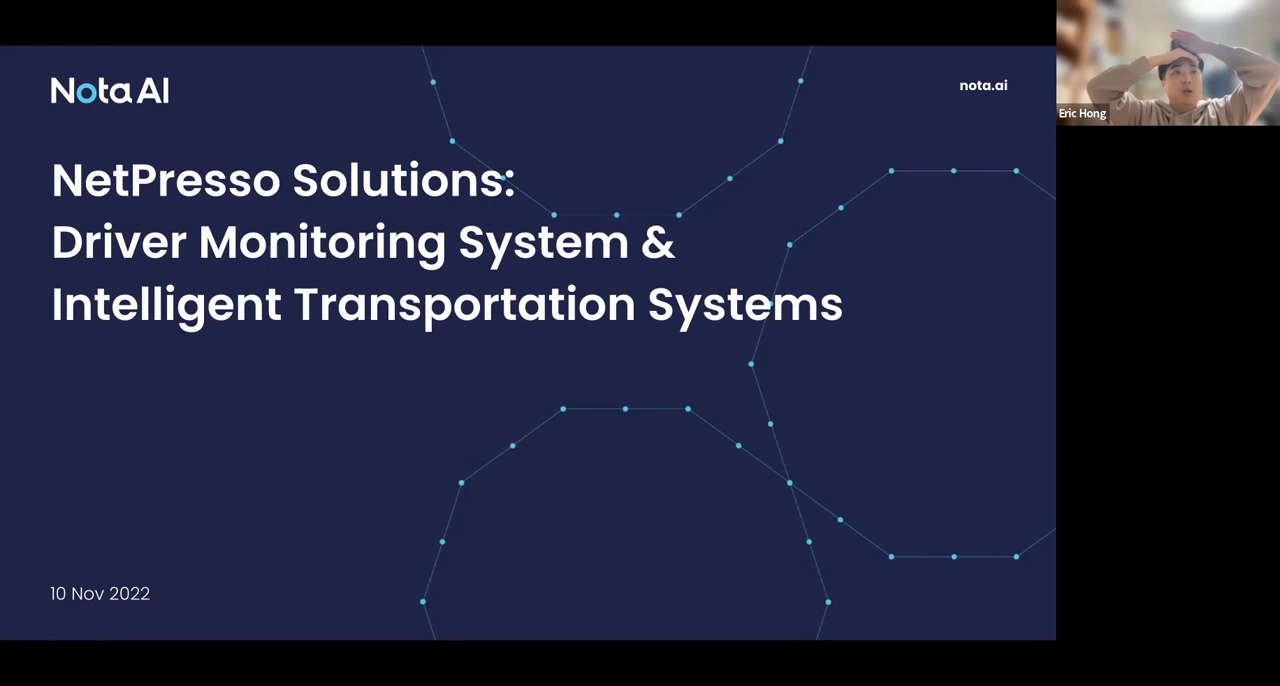 Nota AI
nota.ai
Eric Hong
NetPresso Solutions:
Driver Monitoring System &
Intelligent Transportation Systems
10 Nov 2022